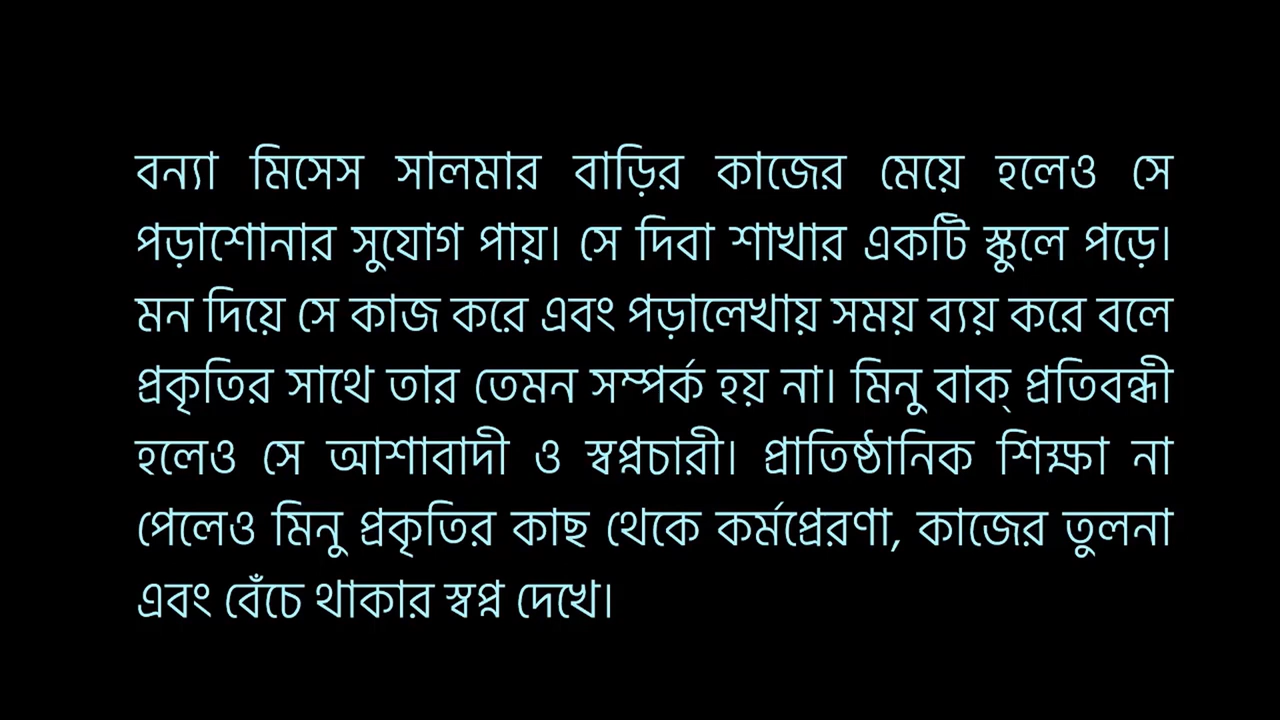 বন্যা মিসেস সালমার বাড়ির কাজের মেয়ে হলেও সে
পড়াশোনার সুযোগ পায়। সে দিবা শাখার একটি স্কুলে পড়ে।
মন দিয়ে সে কাজ করে এবং পড়ালেখায় সময় ব্যয় করে বলে
প্রকৃতির সাথে তার তেমন সম্পর্ক হয় না। মিনু বাক্ প্রতিবন্ধী
হলেও সে আশাবাদী ও স্বপ্নচারী। প্রাতিষ্ঠানিক শিক্ষা না
পেলেও মিনু প্রকৃতির কাছ থেকে কর্মপ্রেরণা, কাজের তুলনা
এবং বেঁচে থাকার স্বপ্ন দেখে।